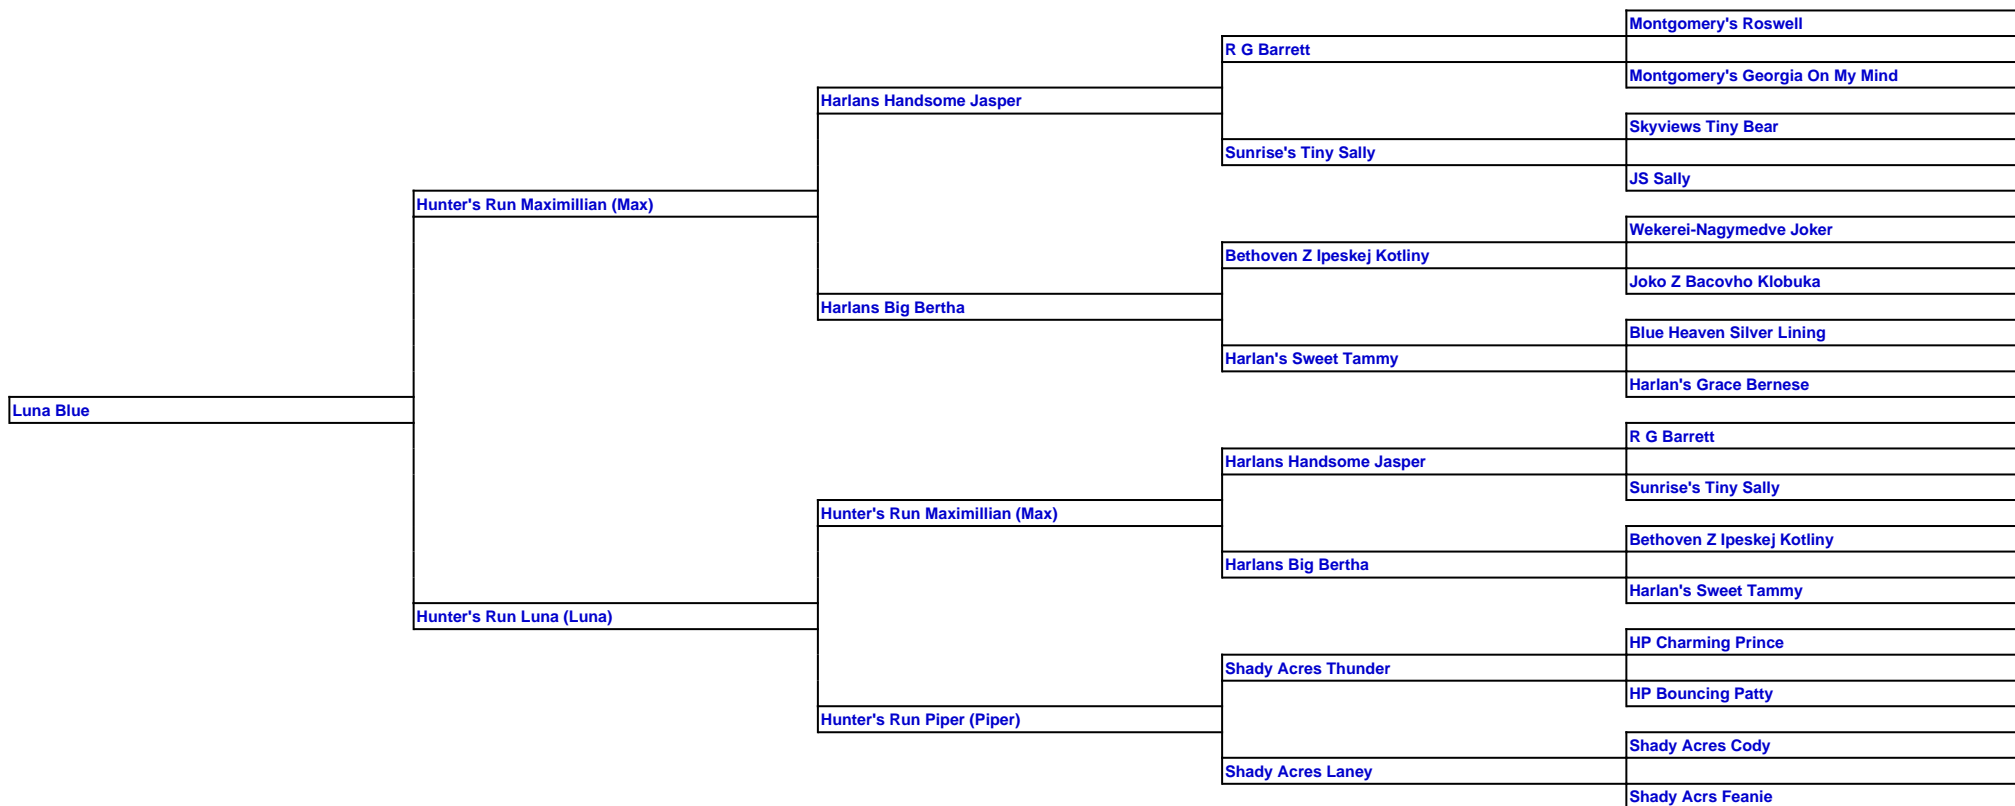 Montgomery's Roswell
R G Barrett
Montgomery's Georgia On My Mind
Harlans Handsome Jasper
Skyviews Tiny Bear
Sunrise's Tiny Sally
JS Sally
Hunter's Run Maximillian (Max)
Wekerei-Nagymedve Joker
Bethoven Z Ipeskej Kotliny
Joko Z Bacovho Klobuka
Harlans Big Bertha
Blue Heaven Silver Lining
Harlan's Sweet Tammy
Harlan's Grace Bernese
Luna Blue
R G Barrett
Harlans Handsome Jasper
Sunrise's Tiny Sally
Hunter's Run Maximillian (Max)
Bethoven Z Ipeskej Kotliny
Harlans Big Bertha
Harlan's Sweet Tammy
Hunter's Run Luna (Luna)
HP Charming Prince
Shady Acres Thunder
HP Bouncing Patty
Hunter's Run Piper (Piper)
Shady Acres Cody
Shady Acres Laney
Shady Acrs Feanie